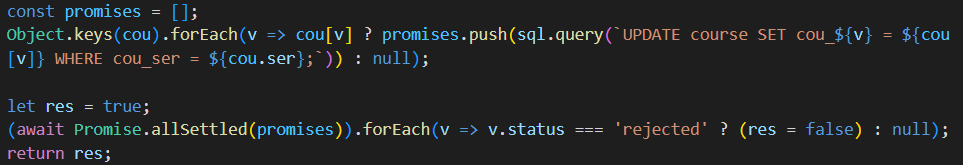 const promises = [];
Object.keys(cou).forEach(v => cou[v] ? promises.push(sql.query(`UPDATE course SET cou_${v} = ${cou
[v]} WHERE cou_ser = ${cou.ser};`)) : null);
let res = true;
(await Promise.allSettled(promises)).forEach(v => v.status === 'rejected' ? (res = false) : null);
return res;